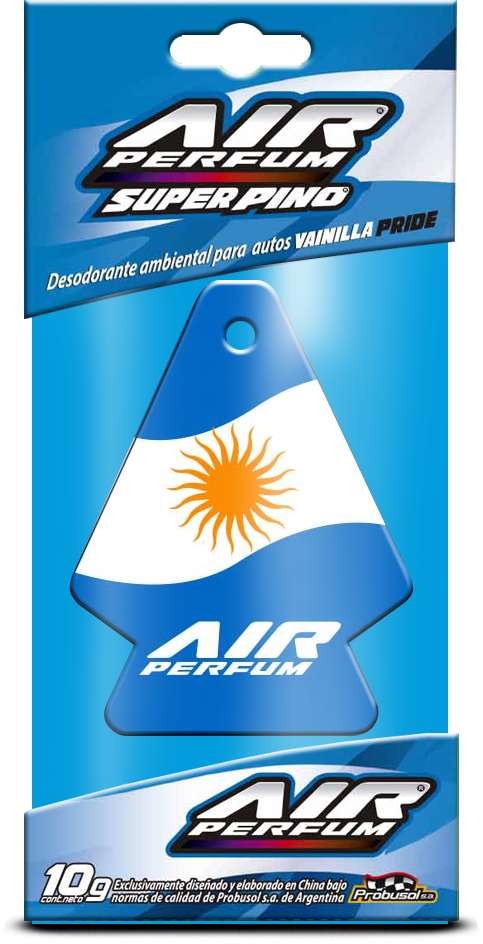 AIR®
PERFUM
SUPER PINO®
Desodorante ambiental para autos VAINILLA PRIDE
AIR
PERFUM
AIR®
PERFUM
10g
cont.neto
Exclusivamente diseñado y elaborado en China bajo
normas de calidad de Probusol s.a. de Argentina
Probusol s.a.